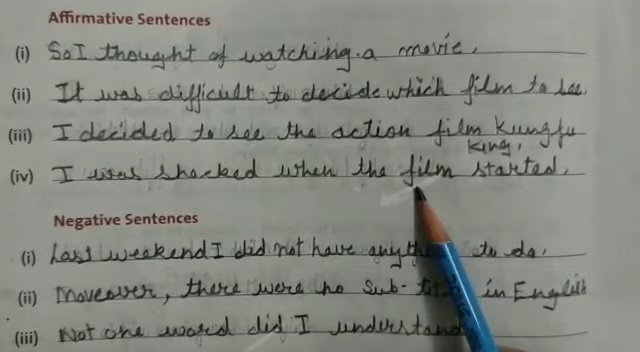 Affirmative Sentences
(i) So I thought of watching a movie.
(ii) It was difficult to decide which film to see.
(iii) I decided to see the action film Kungfu
King.
(iv) I was shocked when the film started.
Negative Sentences
(i) Last weekend I did not have to do.
(ii) Moveover, there were no Sub- in English
(iii) Not one word did I understand